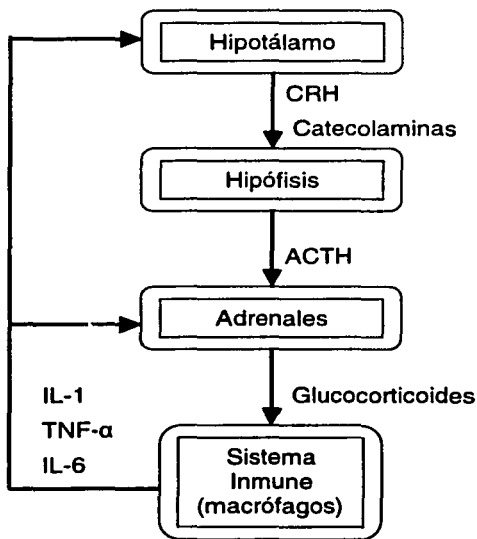 Hipotálamo
CRH
Catecolaminas
Hipófisis
ACTH
Adrenales
Glucocorticoides
IL-1
TNF-α
IL-6
Sistema
Inmune
(macrófagos)